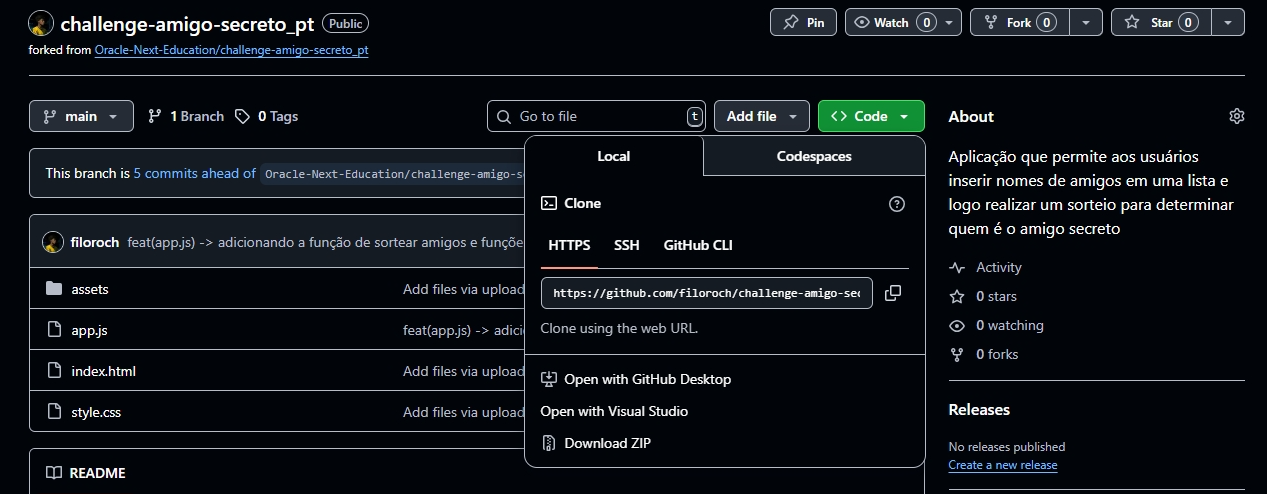 challenge-amigo-secreto_pt Public
Pin
Watch 0
Fork 0
Star 0
forked from Oracle-Next-Education/challenge-amigo-secreto_pt
main
1 Branch
0 Tags
Go to file t
Add file
<> Code
This branch is 5 commits ahead of Oracle-Next-Education/challenge-amigo-s
filoroch feat(app.js) -> adicionando a função de sortear amigos e funçõe
assets Add files via upload
app.js feat(app.js) -> adici
index.html Add files via upload
style.css Add files via upload
README
Local
Codespaces
Clone
HTTPS
SSH
GitHub CLI
https://github.com/filoroch/challenge-amigo-sec
Clone using the web URL.
Open with GitHub Desktop
Open with Visual Studio
Download ZIP
About
Aplicação que permite aos usuários
inserir nomes de amigos em uma lista e
logo realizar um sorteio para determinar
quem é o amigo secreto
Activity
0 stars
0 watching
0 forks
Releases
No releases published
Create a new release